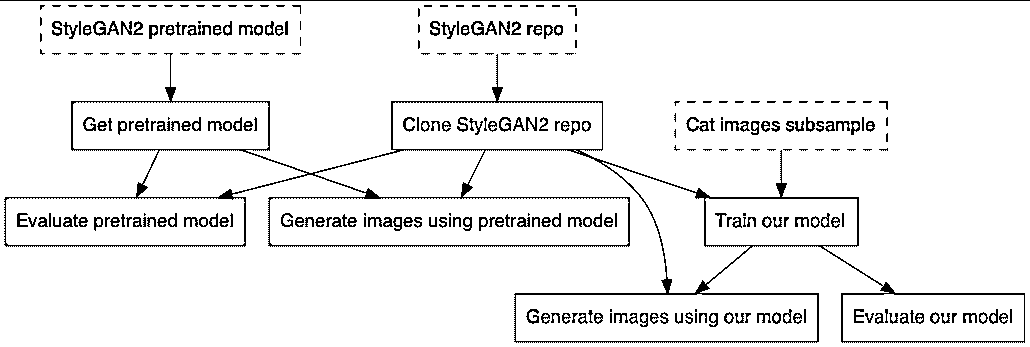 StyleGAN2 pretrained model
StyleGAN2 repo
Get pretrained model
Clone StyleGAN2 repo
Cat images subsample
Evaluate pretrained model
Generate images using pretrained model
Train our model
Generate images using our model
Evaluate our model